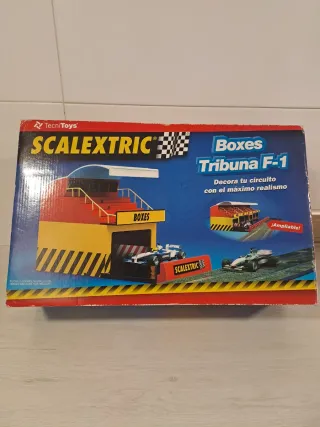 TecniToys
SCALEXTRIC
Boxes
Tribuna F-1
Decora tu circuito
con el máximo realismo
¡Ampliable!
BOXES
SCALEXTRIC